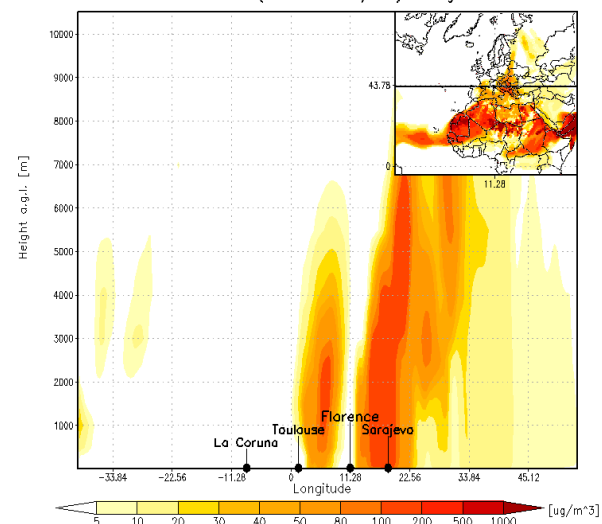 10000
9000
8000
7000
6000
5000
4000
3000
2000
1000
Height a.g.l. [m]
43.78
0
11.28
Florence
Toulouse
Sarajevo
La Coruna
-33.84 -22.56 -11.28 0 11.28 22.56 33.84 45.12
Longitude
5 10 20 30 40 50 80 100 200 500 1000 [ug/m^3]